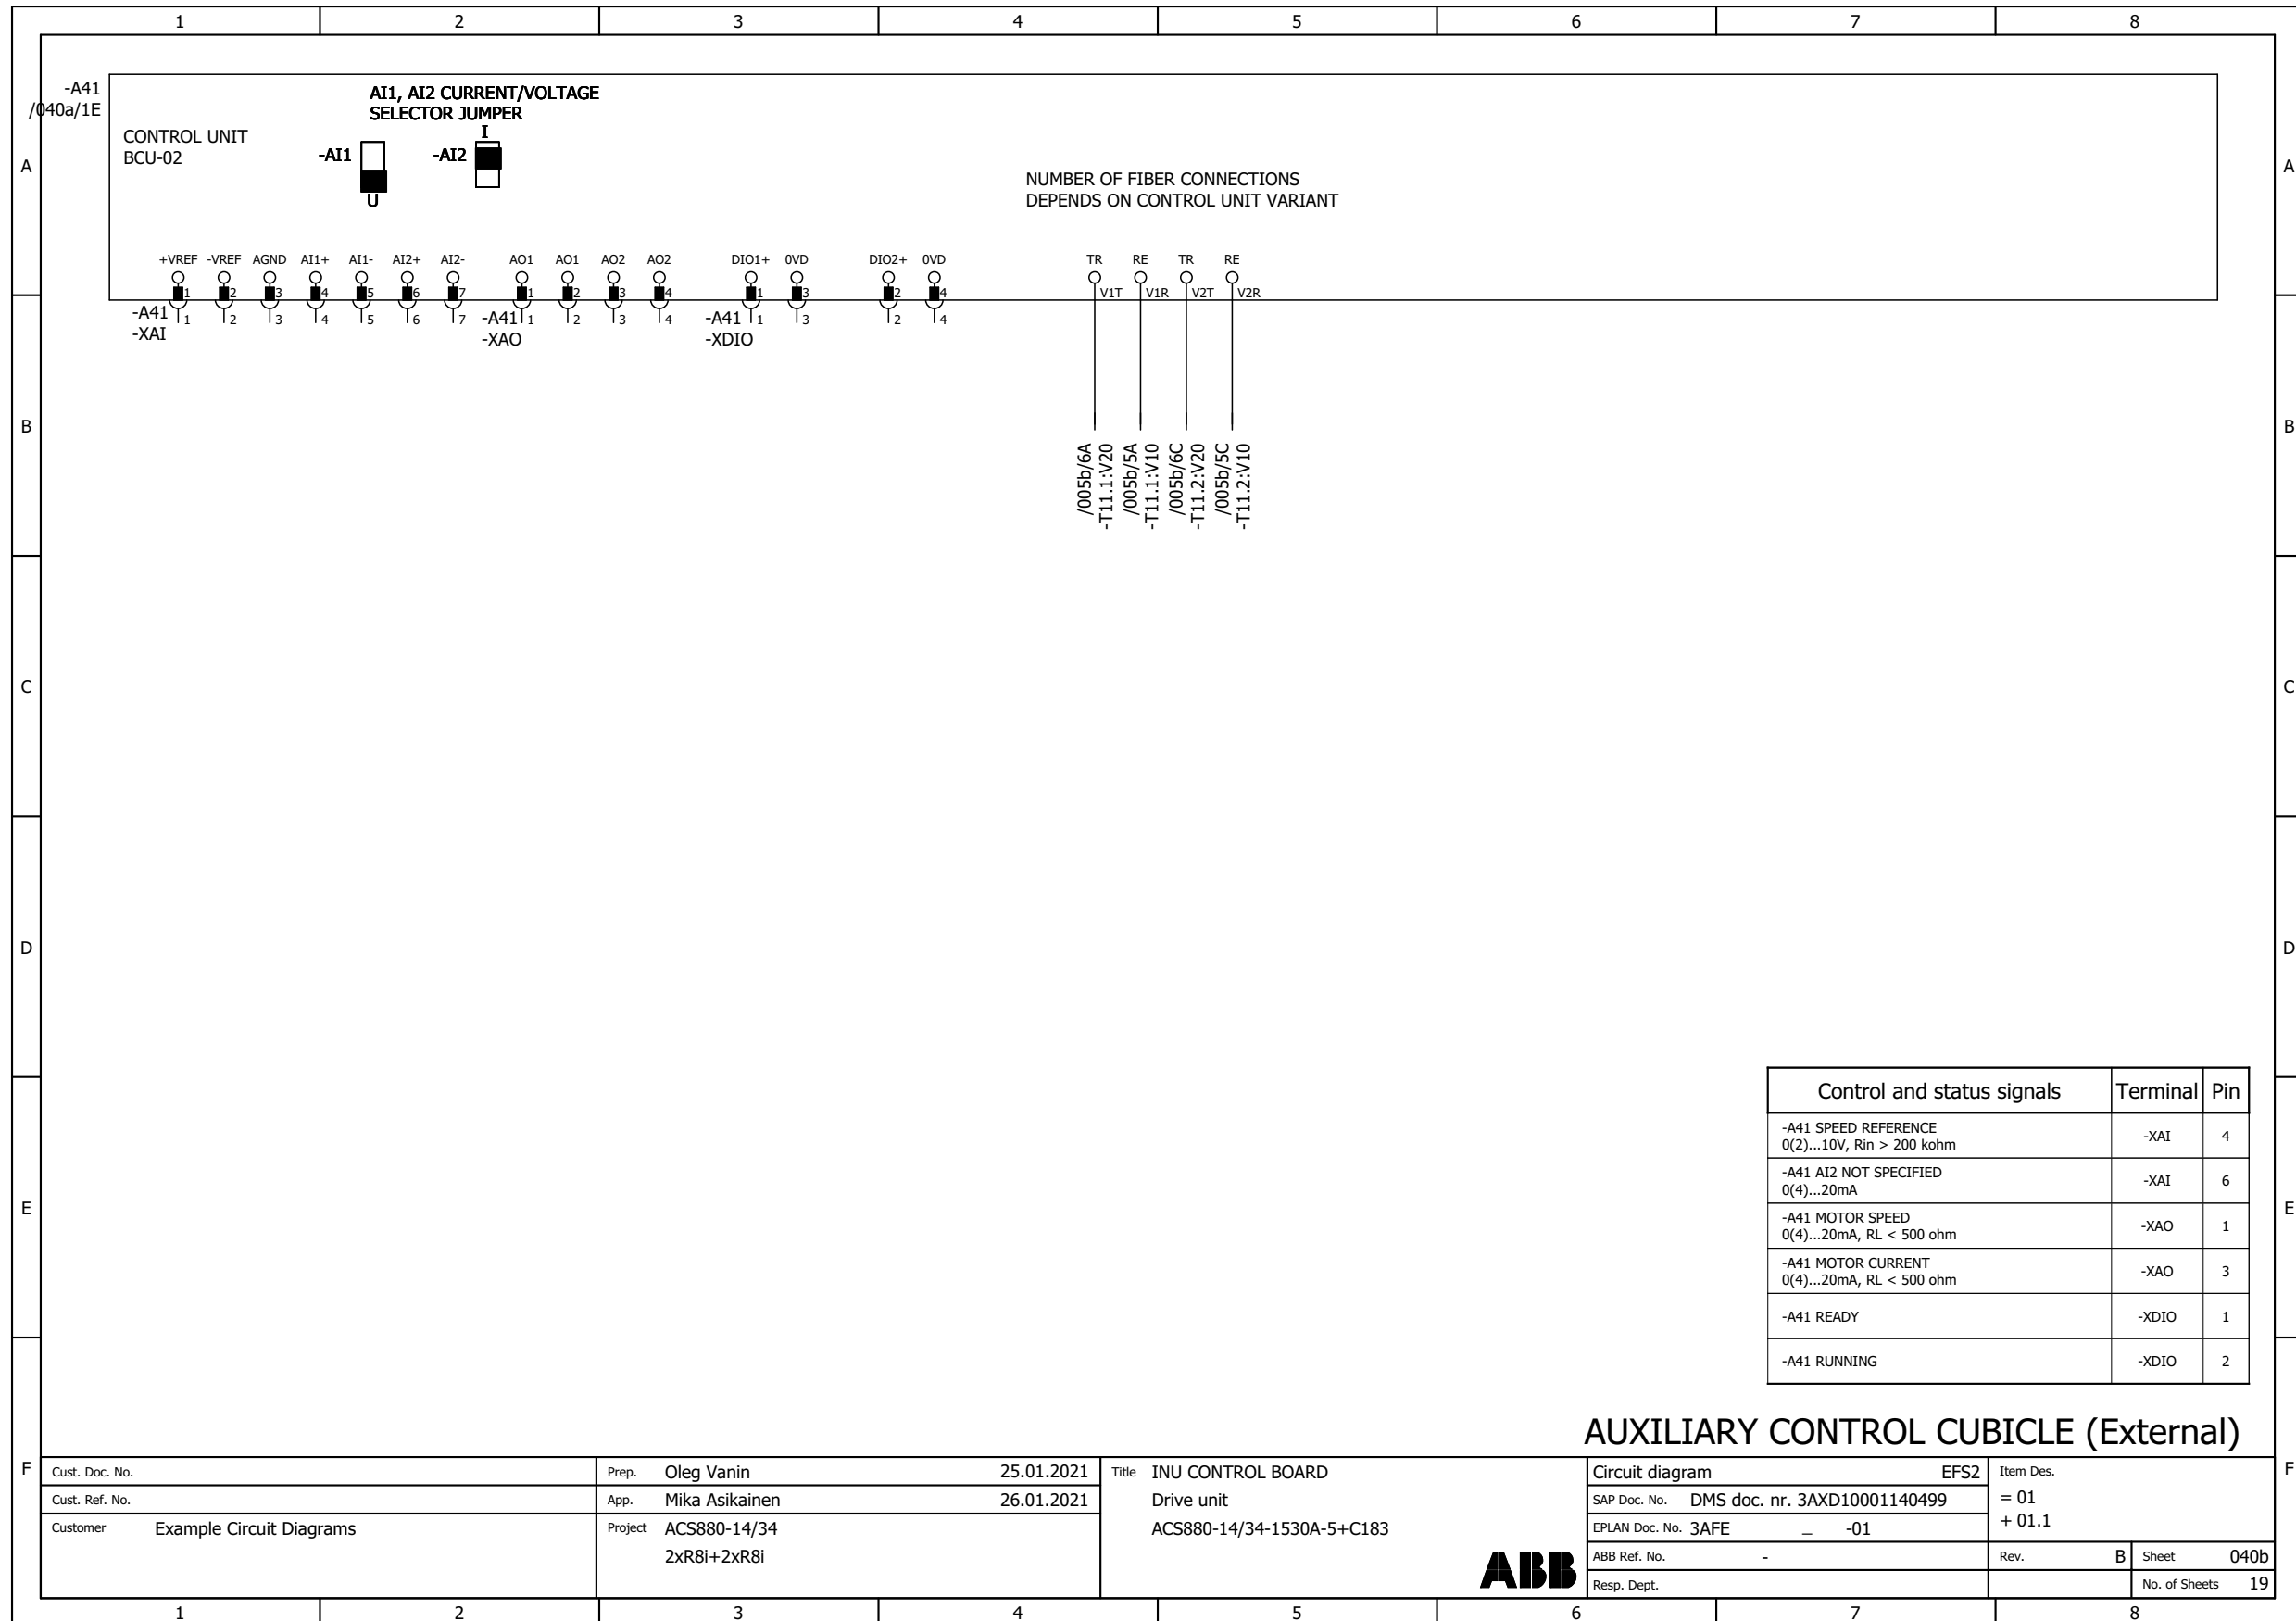 1 2 3 4 5 6 7 8
-A41
/040a/1E
CONTROL UNIT
BCU-02
AI1, AI2 CURRENT/VOLTAGE
SELECTOR JUMPER
I
-AI1
-AI2
U
NUMBER OF FIBER CONNECTIONS
DEPENDS ON CONTROL UNIT VARIANT
A A
+VREF -VREF AGND AI1+ AI1- AI2+ AI2- AO1 AO1 AO2 AO2 DIO1+ 0VD DIO2+ 0VD TR RE TR RE
1 2 3 4 5 6 7 1 2 3 4 1 3 2 4 V1T V1R V2T V2R
-A41 1 2 3 4 5 6 7 -A41 1 2 3 4 -A41 1 3 2 4
-XAI -XAO -XDIO
B B
/005b/6A
-T11.1:V20
/005b/5A
-T11.1:V10
/005b/6C
-T11.2:V20
/005b/5C
-T11.2:V10
C C
D D
E E
Control and status signals Terminal Pin
-A41 SPEED REFERENCE
0(2)...10V, Rin > 200 kohm
-XAI 4
-A41 AI2 NOT SPECIFIED
0(4)...20mA
-XAI 6
-A41 MOTOR SPEED
0(4)...20mA, RL < 500 ohm
-XAO 1
-A41 MOTOR CURRENT
0(4)...20mA, RL < 500 ohm
-XAO 3
-A41 READY -XDIO 1
-A41 RUNNING -XDIO 2
AUXILIARY CONTROL CUBICLE (External)
F F
Cust. Doc. No.
Cust. Ref. No.
Customer Example Circuit Diagrams
Prep. Oleg Vanin 25.01.2021
App. Mika Asikainen 26.01.2021
Project ACS880-14/34
2xR8i+2xR8i
Title INU CONTROL BOARD
Drive unit
ACS880-14/34-1530A-5+C183
ABB
Circuit diagram EFS2
SAP Doc. No. DMS doc. nr. 3AXD10001140499
EPLAN Doc. No. 3AFE _ -01
ABB Ref. No. -
Resp. Dept.
Item Des.
= 01
+ 01.1
Rev. B Sheet 040b
No. of Sheets 19
1 2 3 4 5 6 7 8